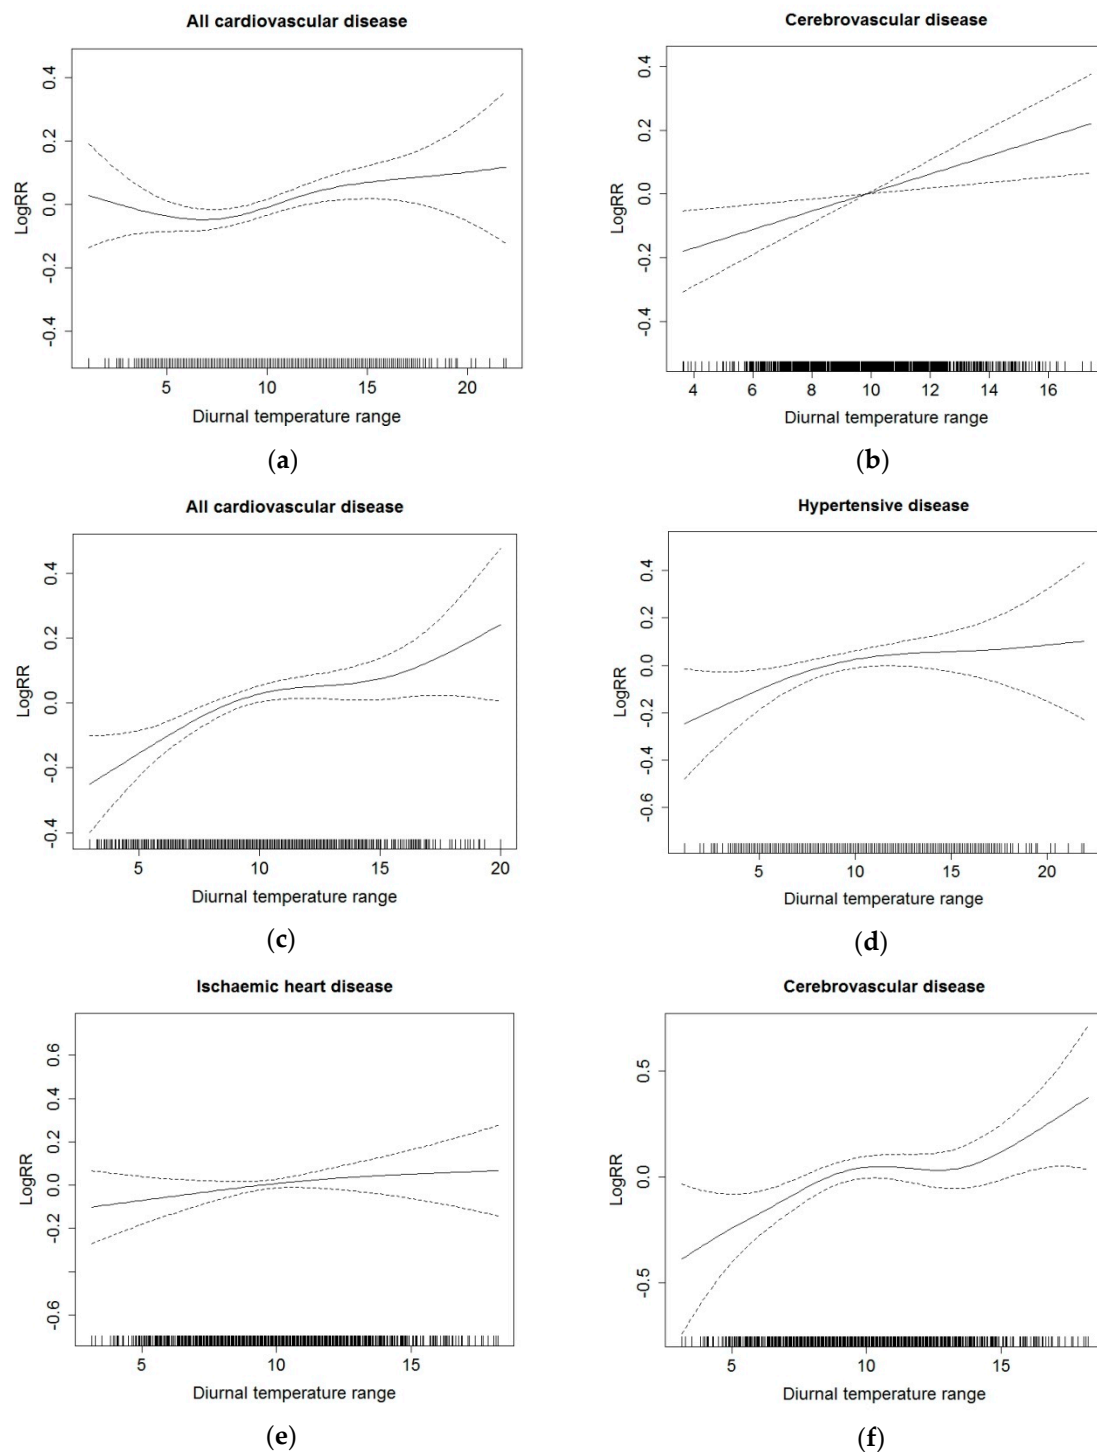 All cardiovascular disease
LogRR
0.4
0.2
0.0
-0.2
-0.4
5 10 15 20
Diurnal temperature range
(a)
Cerebrovascular disease
LogRR
0.4
0.2
0.0
-0.2
-0.4
4 6 8 10 12 14 16
Diurnal temperature range
(b)
All cardiovascular disease
LogRR
0.4
0.2
0.0
-0.2
-0.4
5 10 15 20
Diurnal temperature range
(c)
Hypertensive disease
LogRR
0.4
0.2
0.0
-0.2
-0.4
-0.6
5 10 15 20
Diurnal temperature range
(d)
Ischaemic heart disease
LogRR
0.6
0.4
0.2
0.0
-0.2
-0.6
5 10 15
Diurnal temperature range
(e)
Cerebrovascular disease
LogRR
0.5
0.0
-0.5
5 10 15
Diurnal temperature range
(f)